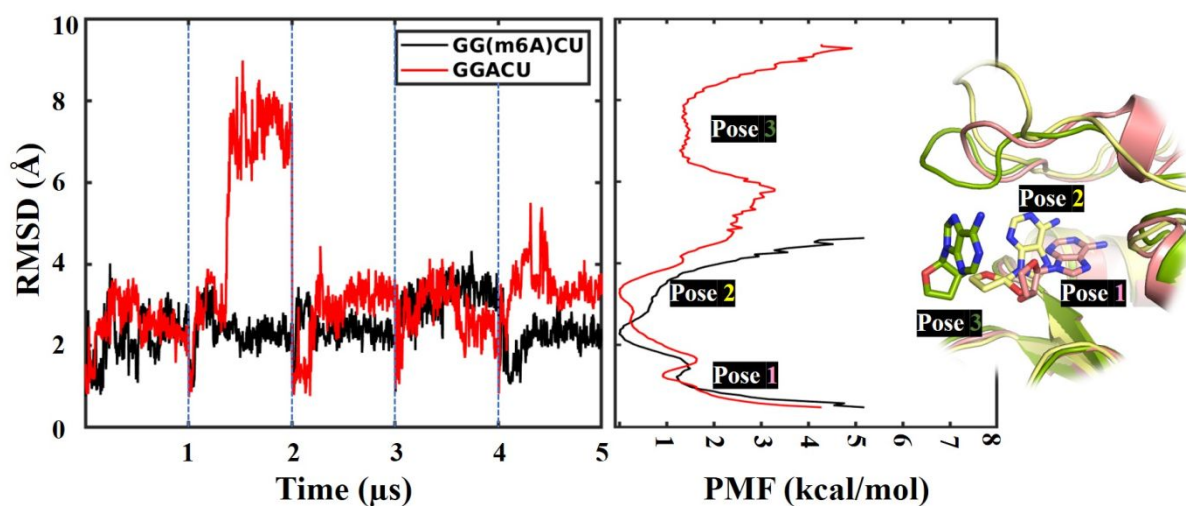 10
8
6
4
2
0
RMSD (Å)
GG(m6A)CU
GGACU
1
2
3
4
5
Time (µs)
Pose 3
Pose 2
Pose 1
1
2
3
4
5
6
7
8
PMF (kcal/mol)
Pose 2
Pose 1
Pose 3